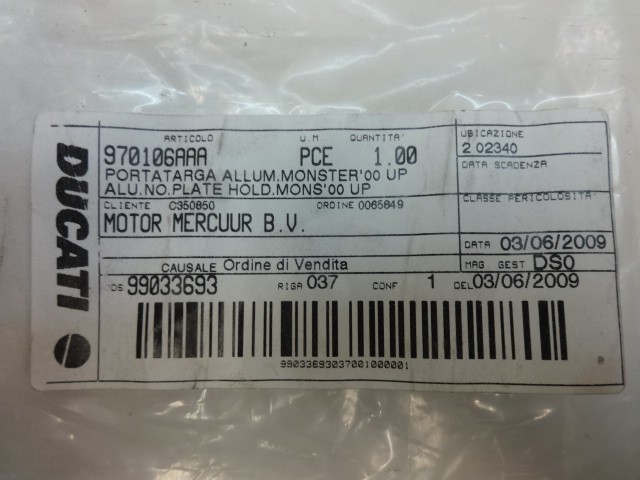 DUCATI
ARTICOLO U.M QUANTITA'
970106AAA PCE 1.00
PORTATARGA ALLUM.MONSTER'00 UP
ALU.NO.PLATE HOLD.MONS'00 UP
CLIENTE C350850 ORDINE 0065849
MOTOR MERCUUR B.V.
UBICAZIONE
2 02340
DATA SCADENZA
CLASSE PERICOLOSITA'
DATA 03/06/2009
CAUSALE Ordine di Vendita MAG GEST DS0
DS 99033693 RIGA 037 CONF 1 DEL 03/06/2009
99033693037001000001